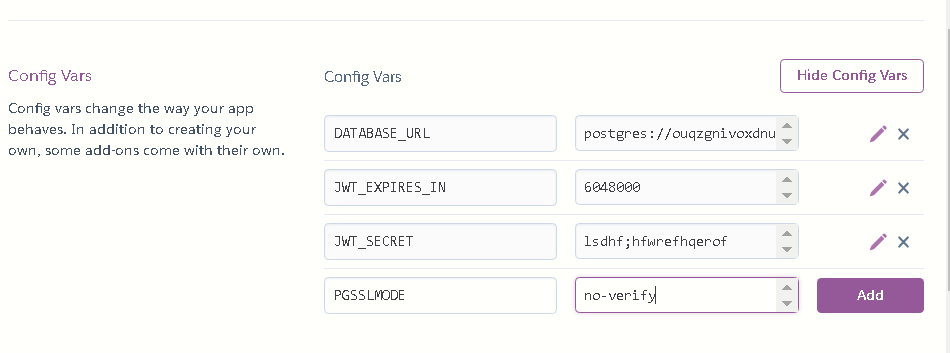 Config Vars
Config vars change the way your app
behaves. In addition to creating your
own, some add-ons come with their own.
Config Vars
Hide Config Vars
DATABASE_URL
postgres://ouqzgnivoxdnu
JWT_EXPIRES_IN
6048000
JWT_SECRET
lsdhf;hfwrefhqerof
PGSSLMODE
no-verify
Add